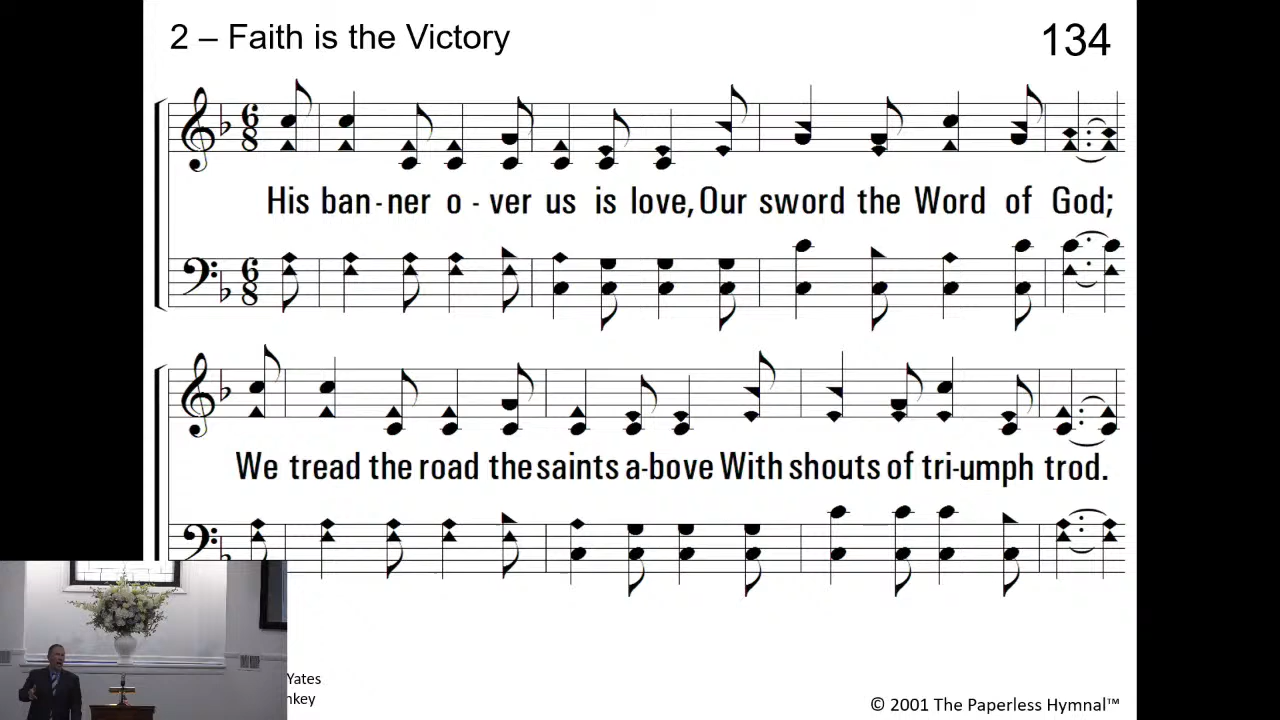 2 – Faith is the Victory
134
His ban-ner o - ver us is love, Our sword the Word of God;
We tread the road the saints a-bove With shouts of tri-umph trod.
Yates
nkey
© 2001 The Paperless Hymnal™